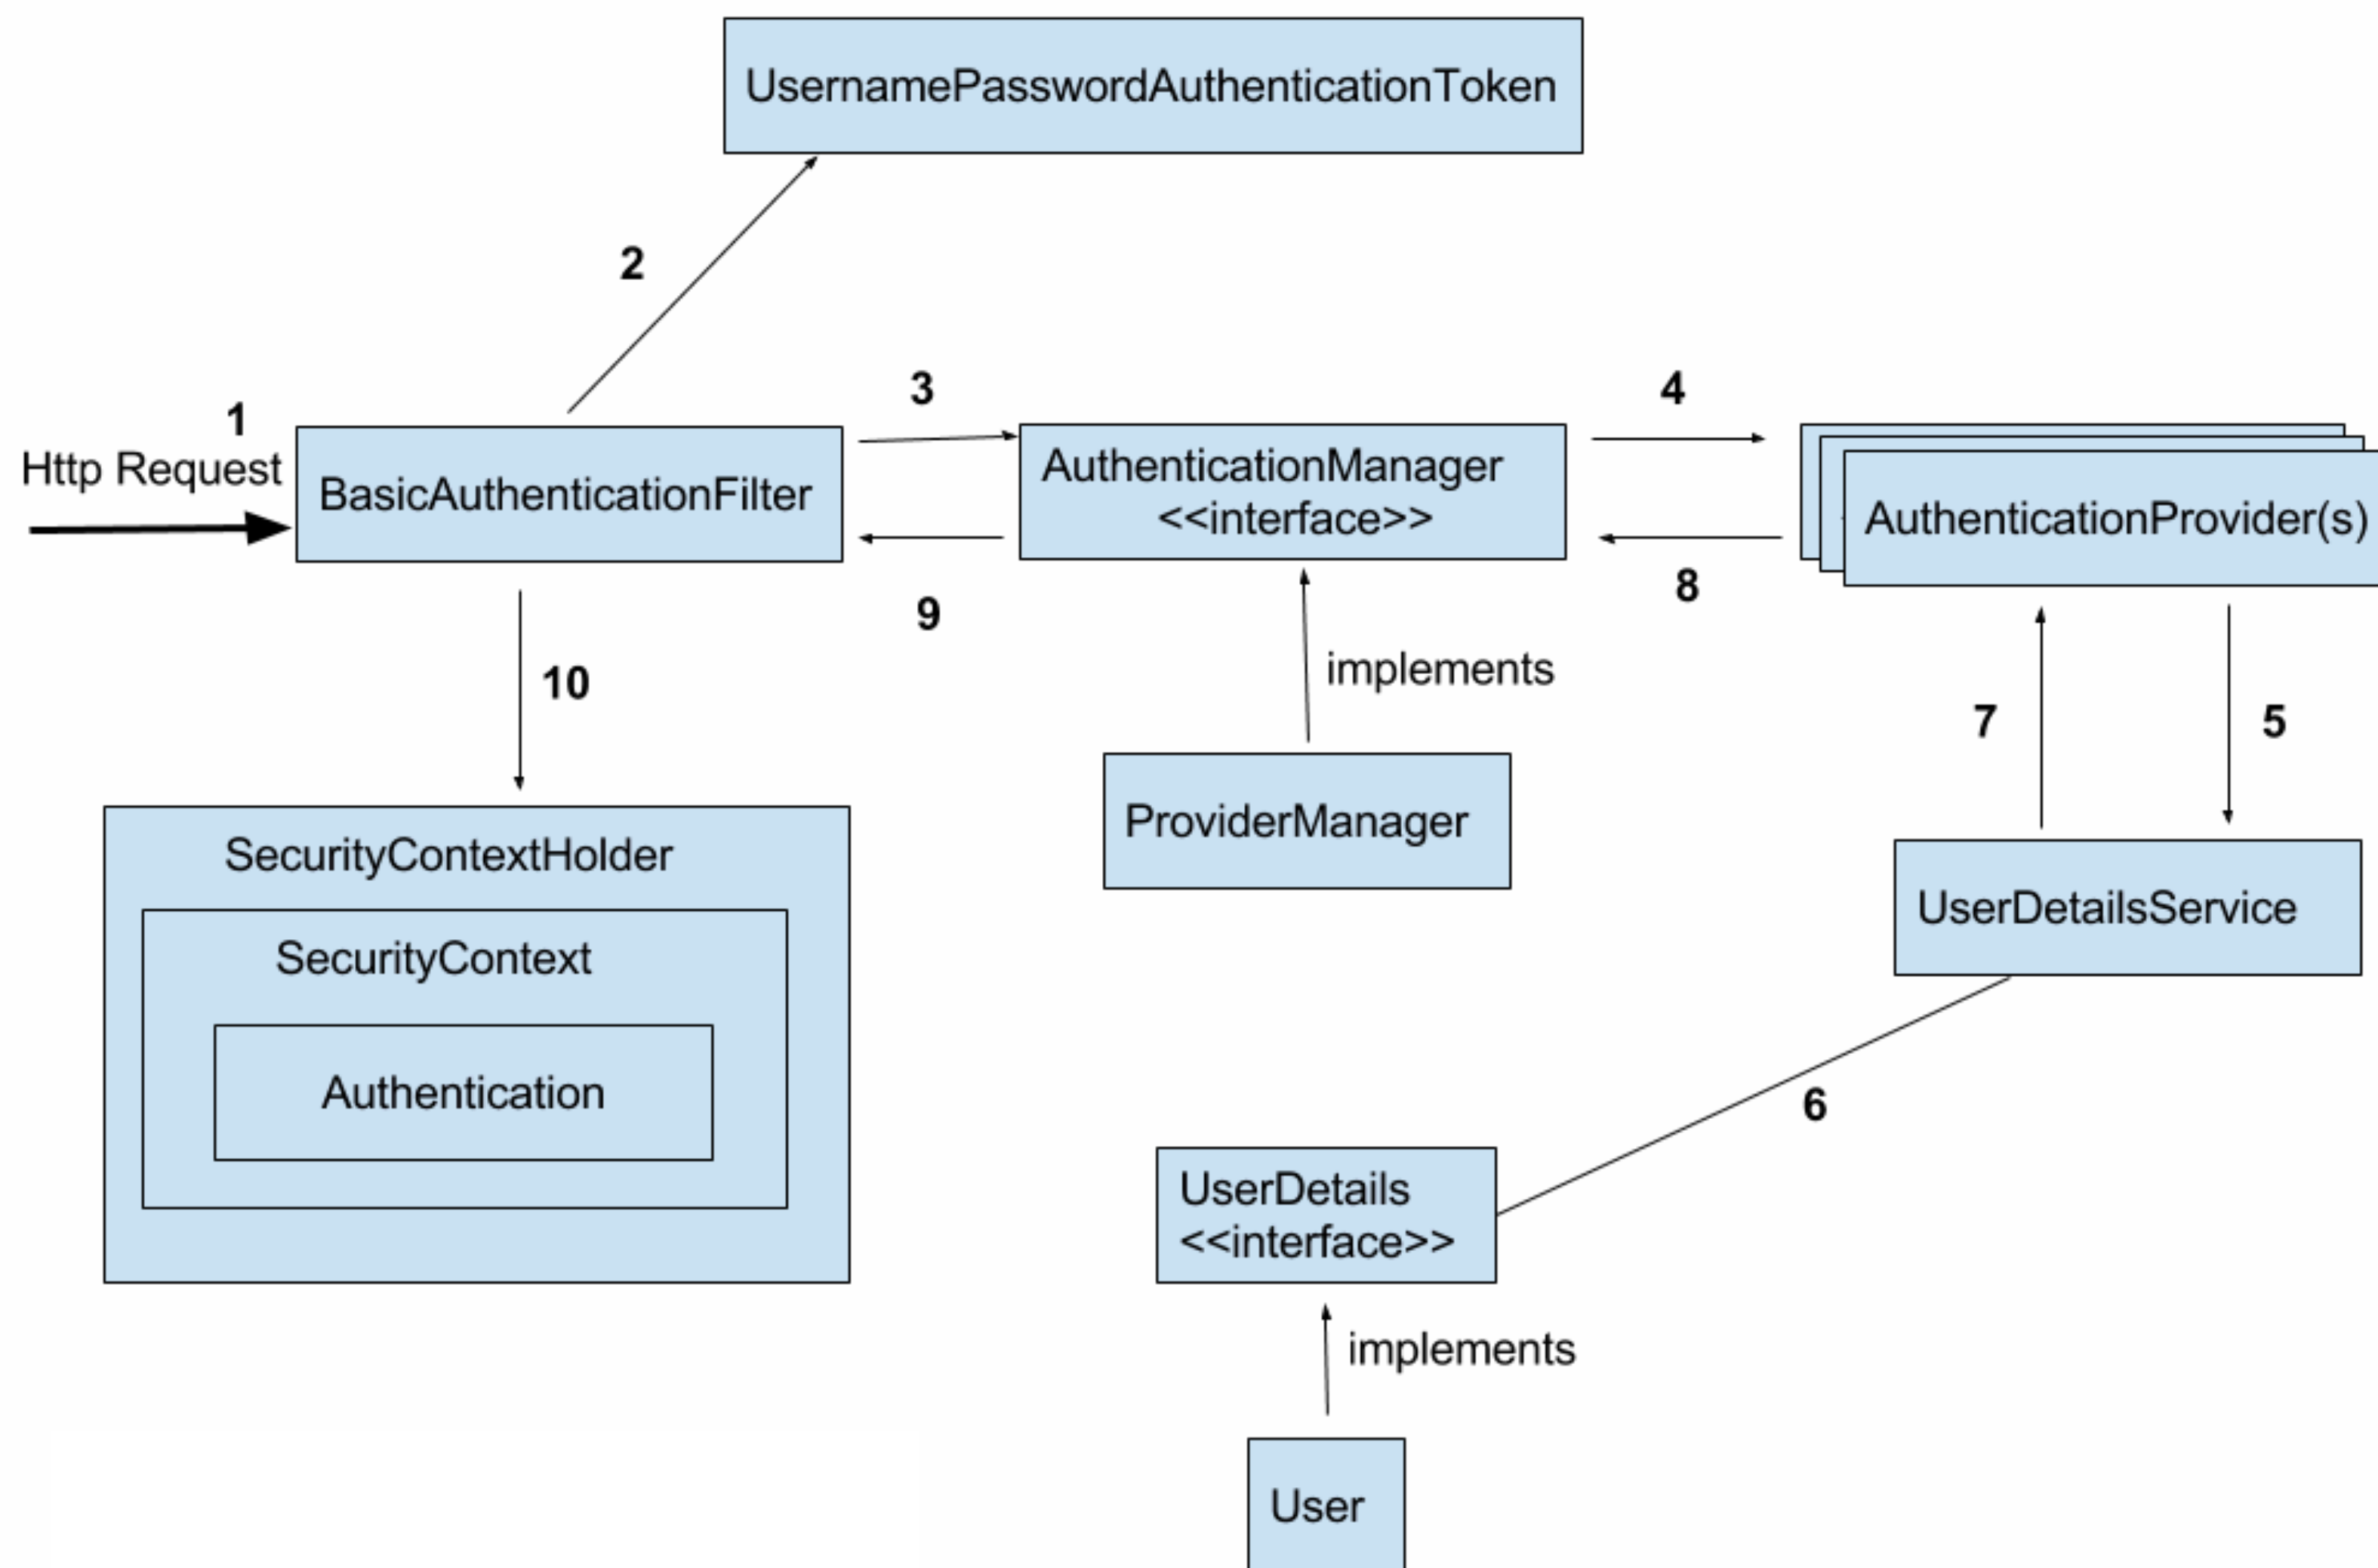 UsernamePasswordAuthenticationToken
2
3
4
1
Http Request
BasicAuthenticationFilter
AuthenticationManager
<<interface>>
AuthenticationProvider(s)
9
8
10
implements
7
5
ProviderManager
SecurityContextHolder
UserDetailsService
SecurityContext
Authentication
6
UserDetails
<<interface>>
implements
User